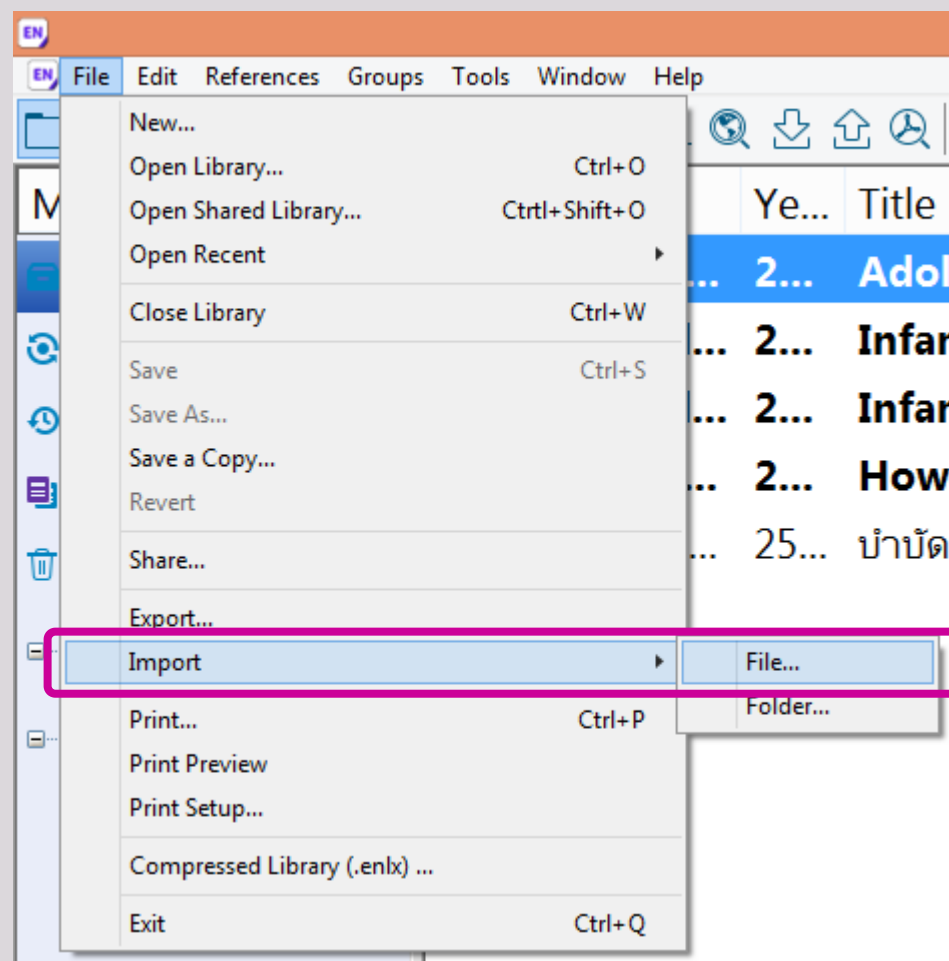 EN
EN File Edit References Groups Tools Window Help
New...
Open Library... Ctrl+O
Open Shared Library... Ctrtl+Shift+O
Open Recent
Close Library Ctrl+W
Save Ctrl+S
Save As...
Save a Copy...
Revert
Share...
Export...
Import
File...
Folder...
Print... Ctrl+P
Print Preview
Print Setup...
Compressed Library (.enlx) ...
Exit Ctrl+Q
M Ye... Title
... 2... Adol
... 2... Infan
... 2... Infan
... 2... How
... 25... บำบัด